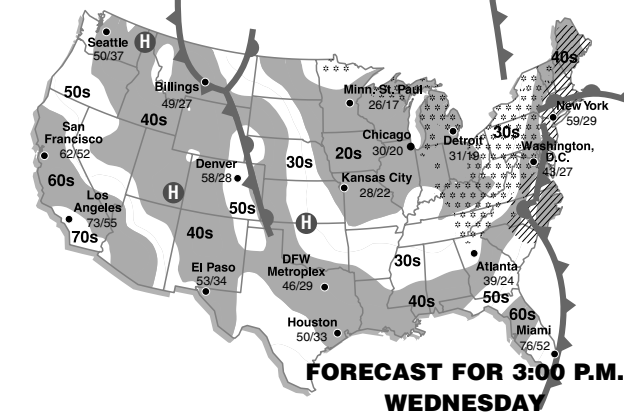 Seattle
50/37
H
Billings
49/27
50s
40s
San
Francisco
62/52
60s
Los
Angeles
73/55
70s
Denver
58/28
H
50s
40s
El Paso
53/34
30s
H
DFW
Metroplex
46/29
Houston
50/33
Minn. St. Paul
26/17
Chicago
30/20
20s
Kansas City
28/22
Detroit
31/19
30s
40s
New York
59/29
Washington,
D.C.
43/27
30s
40s
Atlanta
39/24
50s
60s
Miami
76/52
FORECAST FOR 3:00 P.M.
WEDNESDAY